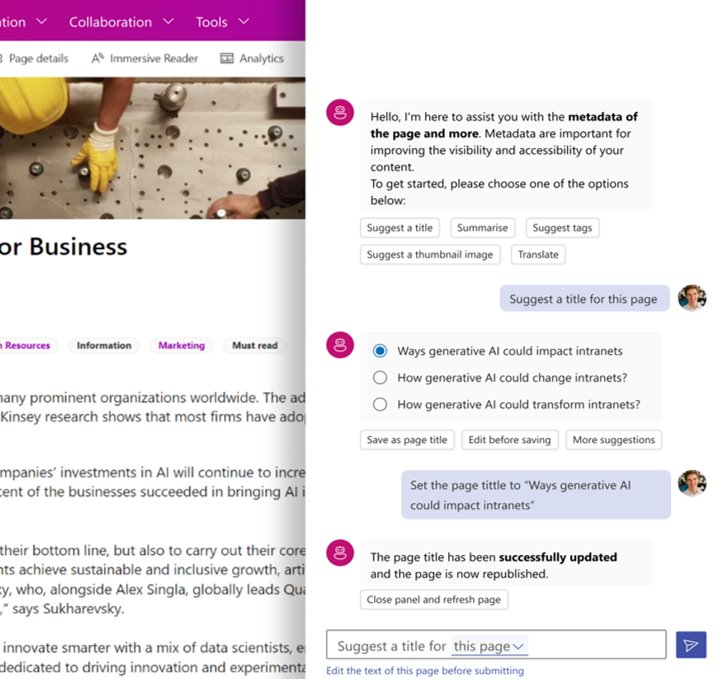 tion Collaboration Tools
Page details Immersive Reader Analytics
or Business
Resources Information Marketing Must read
any prominent organizations worldwide. The ad
Kinsey research shows that most firms have ado
mpanies' investments in AI will continue to incre
cent of the businesses succeeded in bringing AI i
their bottom line, but also to carry out their core
nts achieve sustainable and inclusive growth, arti
ky, who, alongside Alex Singla, globally leads Qua
," says Sukharevsky.
innovate smarter with a mix of data scientists, e
dedicated to driving innovation and experimenta
Hello, I'm here to assist you with the metadata of
the page and more. Metadata are important for
improving the visibility and accessibility of your
content.
To get started, please choose one of the options
below:
Suggest a title Summarise Suggest tags
Suggest a thumbnail image Translate
Suggest a title for this page
Ways generative AI could impact intranets
How generative AI could change intranets?
How generative AI could transform intranets?
Save as page title Edit before saving More suggestions
Set the page tittle to "Ways generative AI
could impact intranets"
The page title has been successfully updated
and the page is now republished.
Close panel and refresh page
Suggest a title for this page
Edit the text of this page before submitting